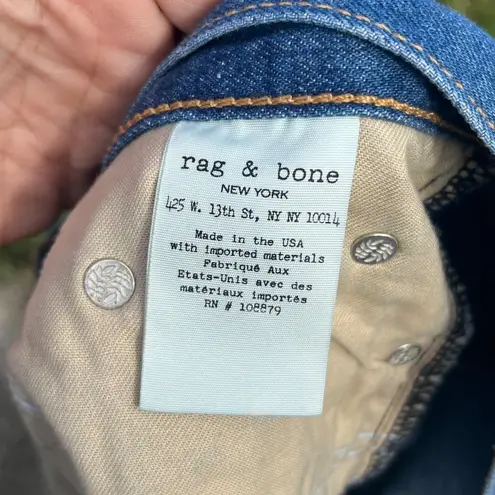 rag & bone
NEW YORK
425 W. 13th St, NY NY 10014
Made in the USA
with imported materials
Fabriqué Aux
Etats-Unis avec des
matériaux importés
RN # 108879